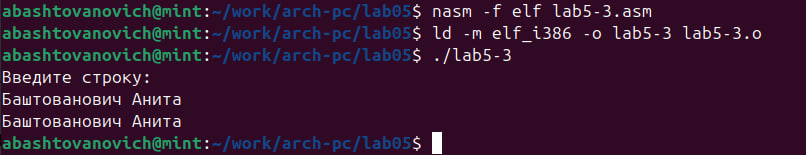 abashtovanovich@mint:~/work/arch-pc/lab05$ nasm -f elf lab5-3.asm
abashtovanovich@mint:~/work/arch-pc/lab05$ ld -m elf_i386 -o lab5-3 lab5-3.o
abashtovanovich@mint:~/work/arch-pc/lab05$ ./lab5-3
Введите строку:
Баштованович Анита
Баштованович Анита
abashtovanovich@mint:~/work/arch-pc/lab05$